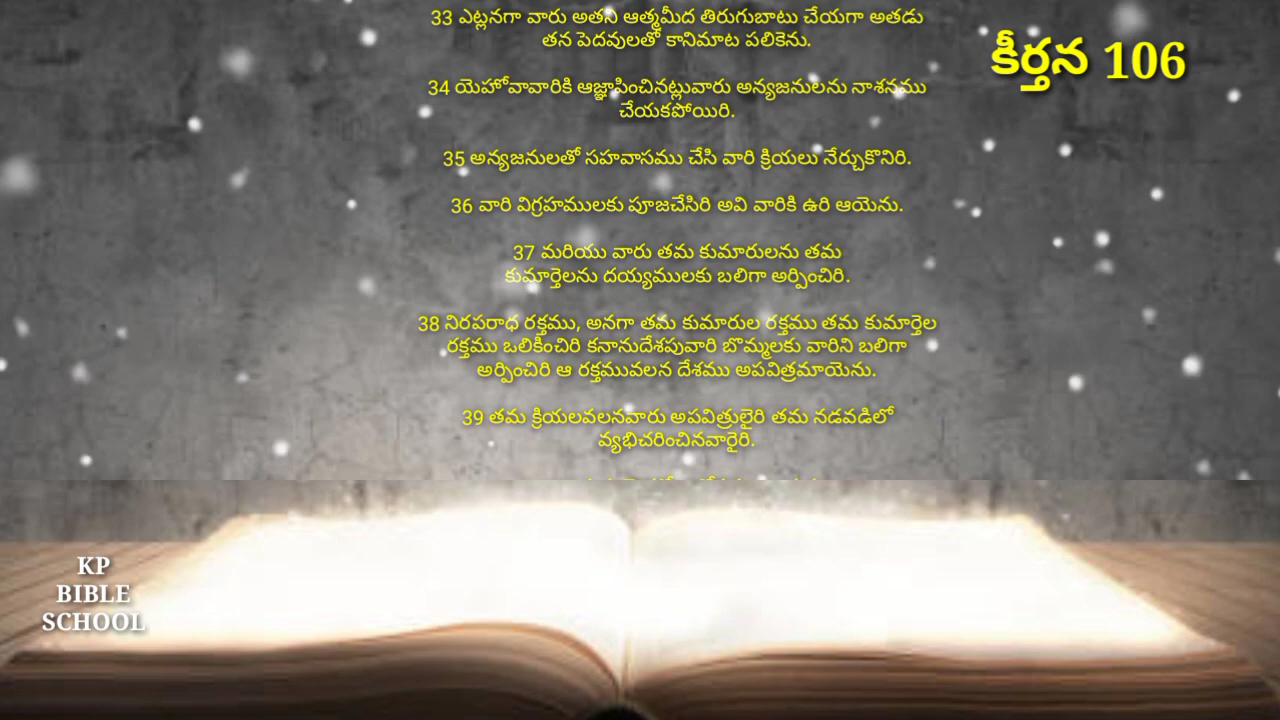 33 ఎట్లనగా వారు అతని ఆత్మమీద తిరుగుబాటు చేయగా అతడు
తన పెదవులతో కానిమాట పలికెను.
కీర్తన 106
34 యెహోవావారికి ఆజ్ఞాపించినట్లువారు అన్యజనులను నాశనము
చేయకపోయిరి.
35 అన్యజనులతో సహవాసము చేసి వారి క్రియలు నేర్చుకొనిరి.
36 వారి విగ్రహములకు పూజచేసిరి అవి వారికి ఉరి ఆయెను.
37 మరియు వారు తమ కుమారులను తమ
కుమార్తెలను దయ్యములకు బలిగా అర్పించిరి.
38 నిరపరాధ రక్తము, అనగా తమ కుమారుల రక్తము తమ కుమార్తెల
రక్తము ఒలికించిరి కనానుదేశపువారి బొమ్మలకు వారిని బలిగా
అర్పించిరి ఆ రక్తమువలన దేశము అపవిత్రమాయెను.
39 తమ క్రియలవలనవారు అపవిత్రులైరి తమ నడవడిలో
వ్యభిచరించినవారైరి.
KP
BIBLE
SCHOOL